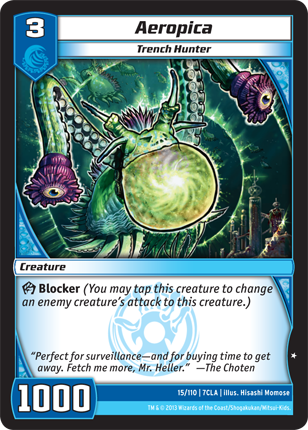 3
Aeropica
Trench Hunter
Creature
Blocker (You may tap this creature to change
an enemy creature's attack to this creature.)
"Perfect for surveillance—and for buying time to get
away. Fetch me more, Mr. Heller." —The Choten
1000
15/110 | 7CLA | illus. Hisashi Momose
TM & © 2013 Wizards of the Coast/Shogakukan/Mitsui-Kids.